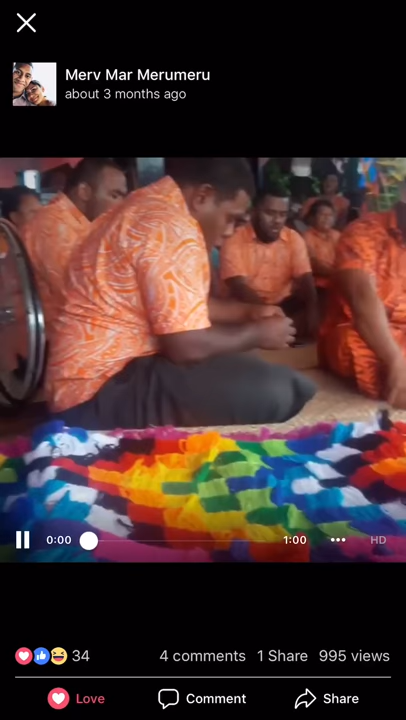 Merv Mar Merumeru
about 3 months ago
0:00 1:00 ••• HD
34 4 comments 1 Share 995 views
Love Comment Share